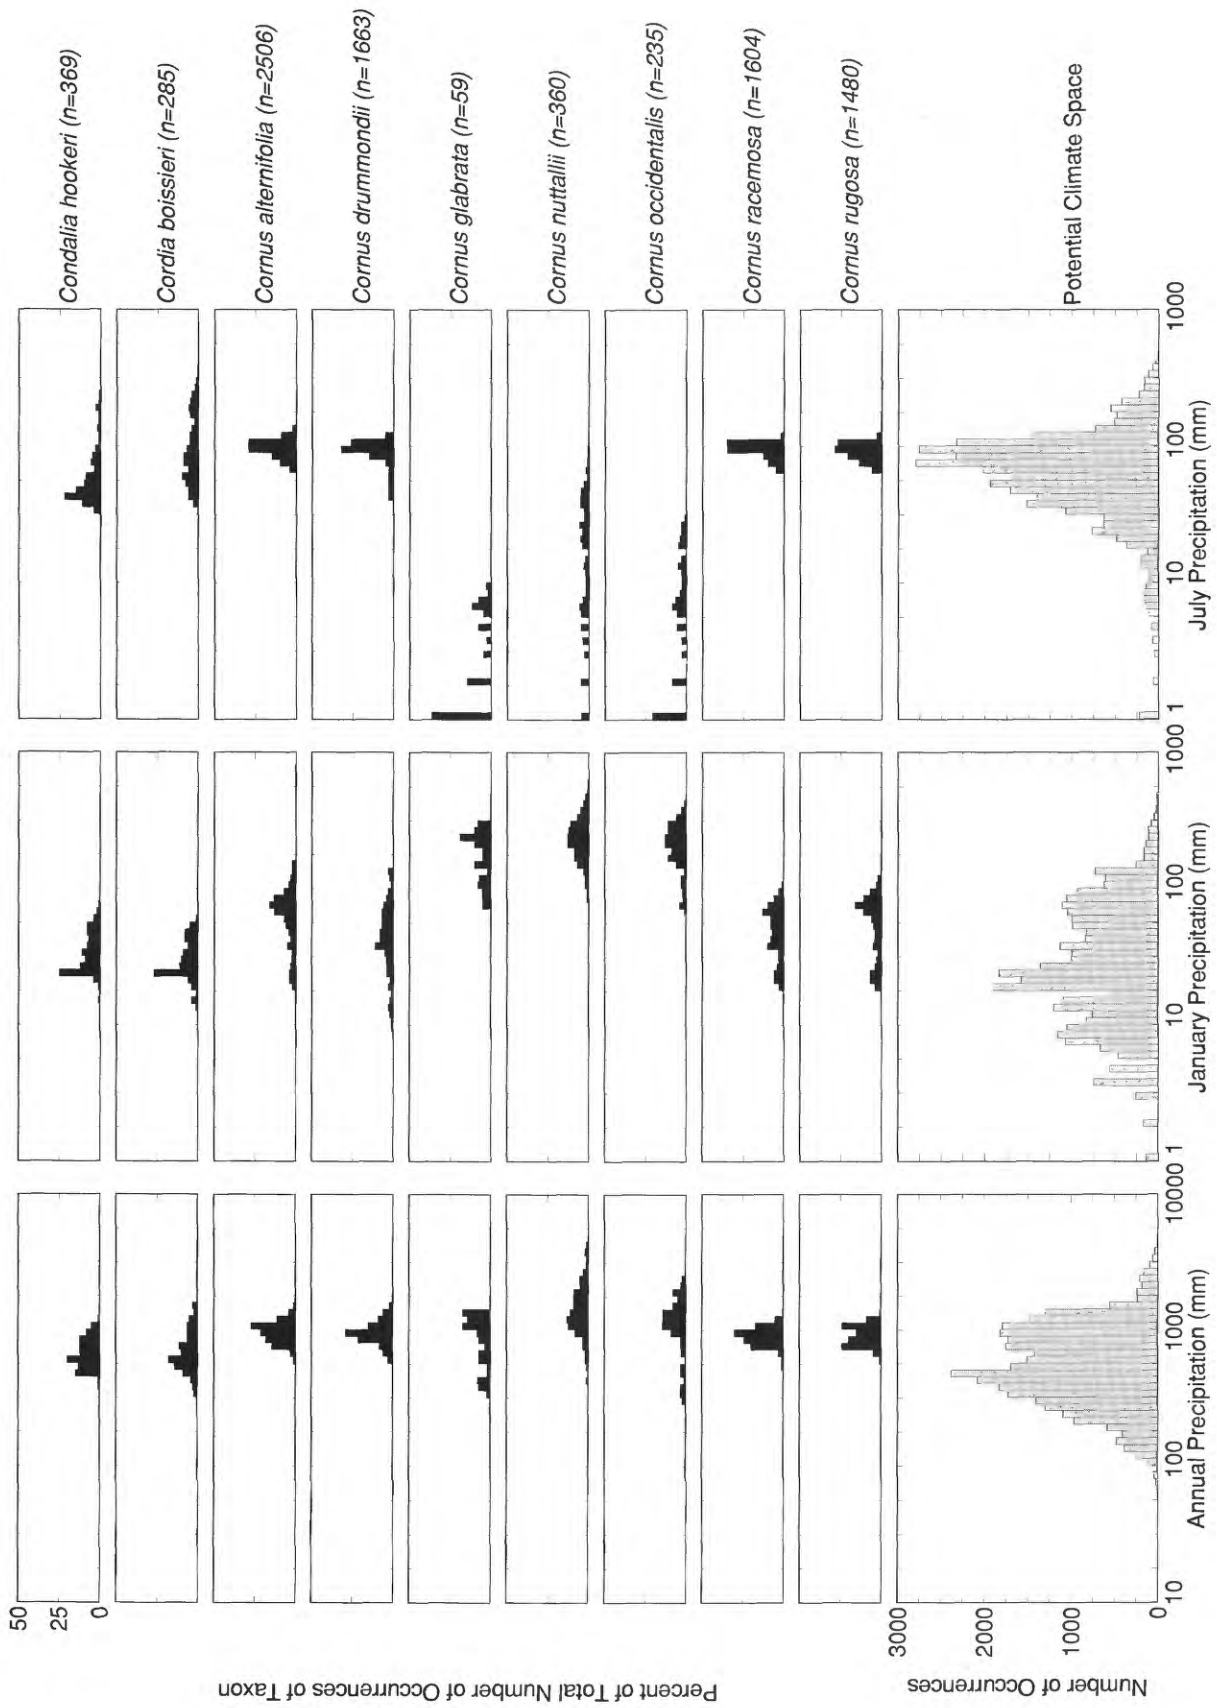 Percent of Total Number of Occurrences of Taxon
50
25
0
Condalia hookeri (n=369)
Cordia boissieri (n=285)
Cornus alternifolia (n=2506)
Cornus drummondii (n=1663)
Cornus glabrata (n=59)
Cornus nuttallii (n=360)
Cornus occidentalis (n=235)
Cornus racemosa (n=1604)
Cornus rugosa (n=1480)
Number of Occurrences
3000
2000
1000
0
Potential Climate Space
10 100 1000 10000
Annual Precipitation (mm)
1 10 100 1000
January Precipitation (mm)
1 10 100 1000
July Precipitation (mm)